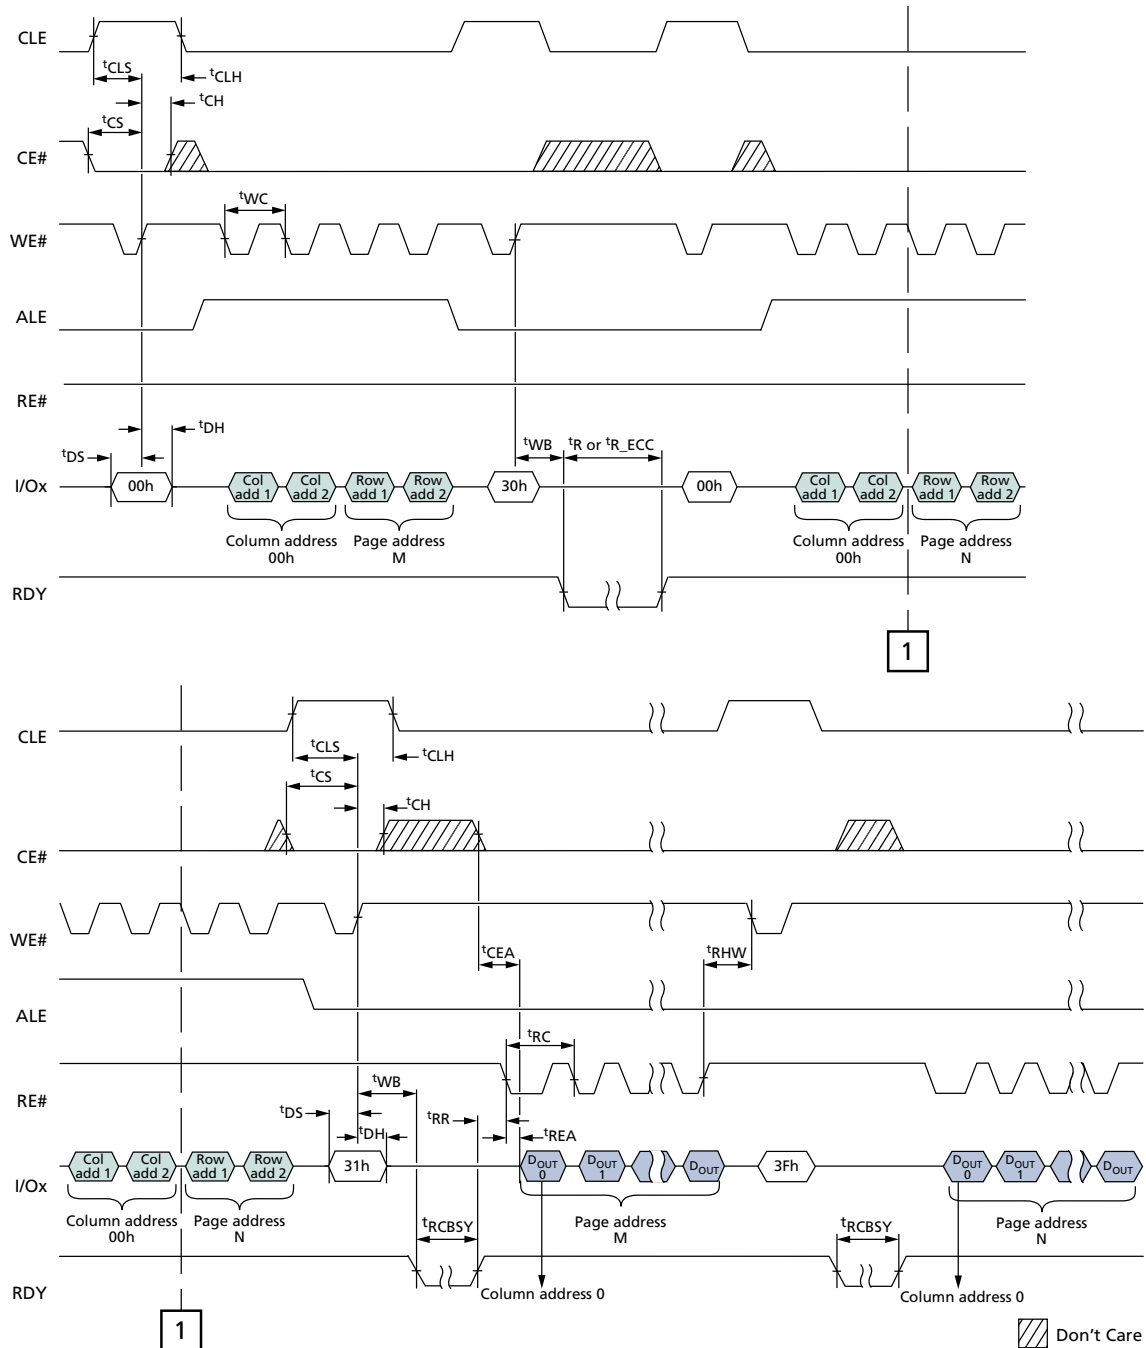 CLE
tCLS
tCLH
tCH
tCS
CE#
tWC
WE#
ALE
RE#
tDH
tWB
tR or tR_ECC
tDS
I/Ox
00h
Col add 1
Col add 2
Row add 1
Row add 2
30h
00h
Col add 1
Col add 2
Row add 1
Row add 2
Column address 00h
Page address M
Column address 00h
Page address N
RDY
1
CLE
tCLS
tCLH
tCS
tCH
CE#
WE#
tCEA
tRHW
ALE
tRC
RE#
tWB
tDS
tRR
tDH
tREA
I/Ox
Col add 1
Col add 2
Row add 1
Row add 2
31h
DOUT 0
DOUT 1
DOUT
3Fh
DOUT 0
DOUT 1
DOUT
Column address 00h
Page address N
tRCBSY
Page address M
tRCBSY
Page address N
RDY
Column address 0
Column address 0
1
Don't Care